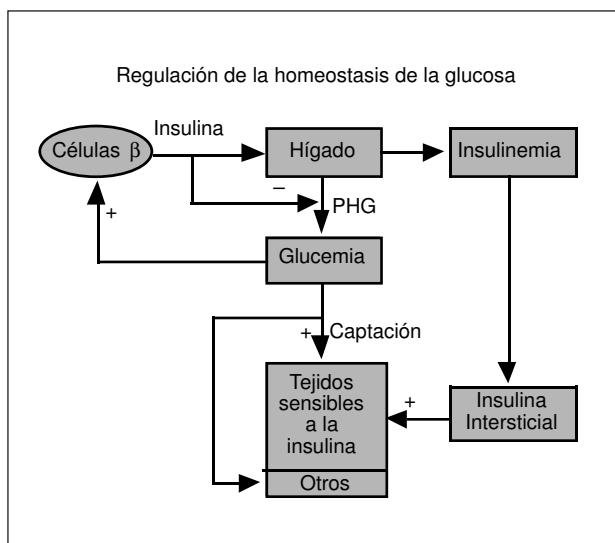 Regulación de la homeostasis de la glucosa
Insulina
Células β
Hígado
Insulinemia
–
PHG
+
Glucemia
+ Captación
Tejidos
sensibles
a la
insulina
+
Insulina
Intersticial
Otros